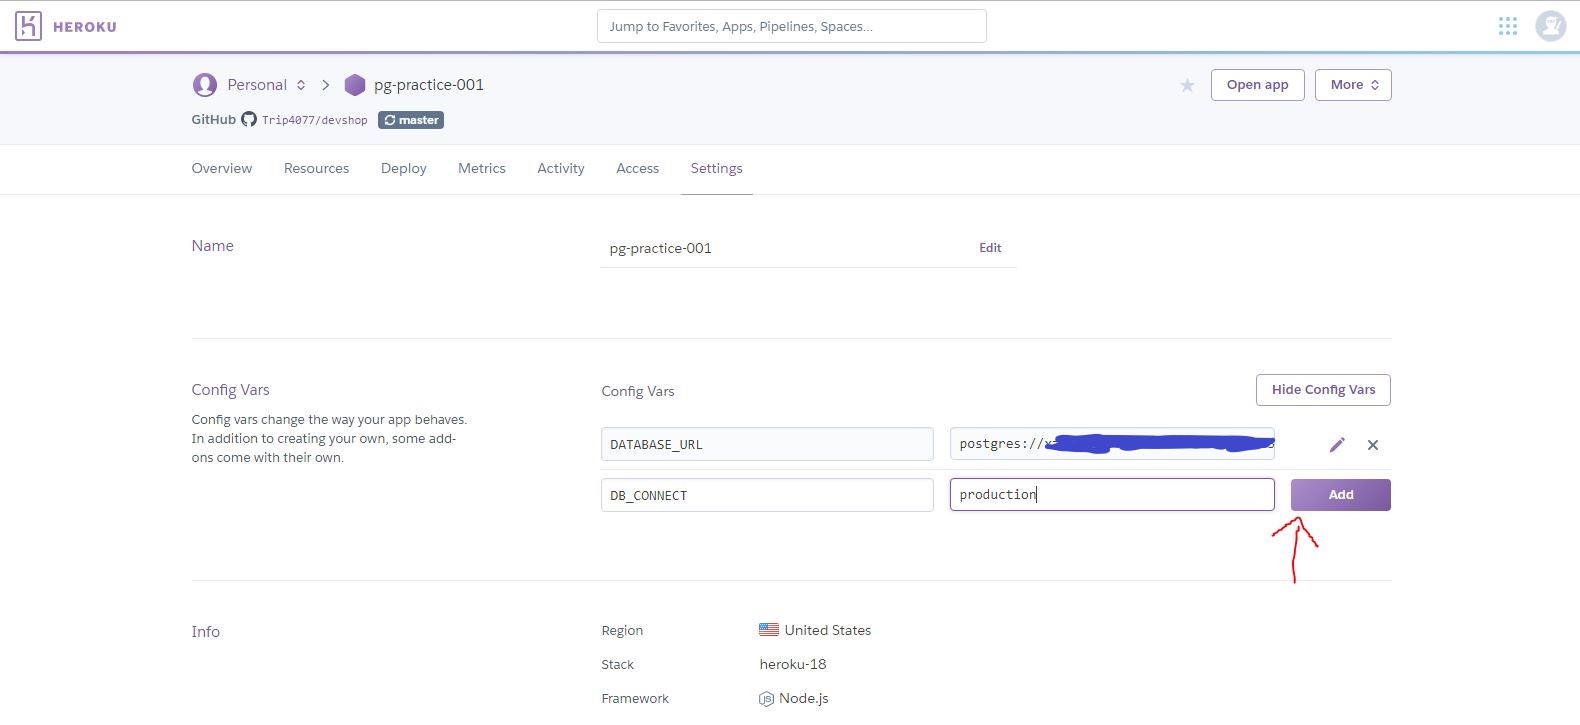 HEROKU
Jump to Favorites, Apps, Pipelines, Spaces...
Personal
pg-practice-001
Open app
More
GitHub Trip4077/devshop master
Overview Resources Deploy Metrics Activity Access Settings
Name
pg-practice-001
Edit
Config Vars
Config vars change the way your app behaves.
In addition to creating your own, some add-
ons come with their own.
Config Vars
Hide Config Vars
DATABASE_URL
postgres://
DB_CONNECT
production
Add
Info
Region
United States
Stack
heroku-18
Framework
Node.js